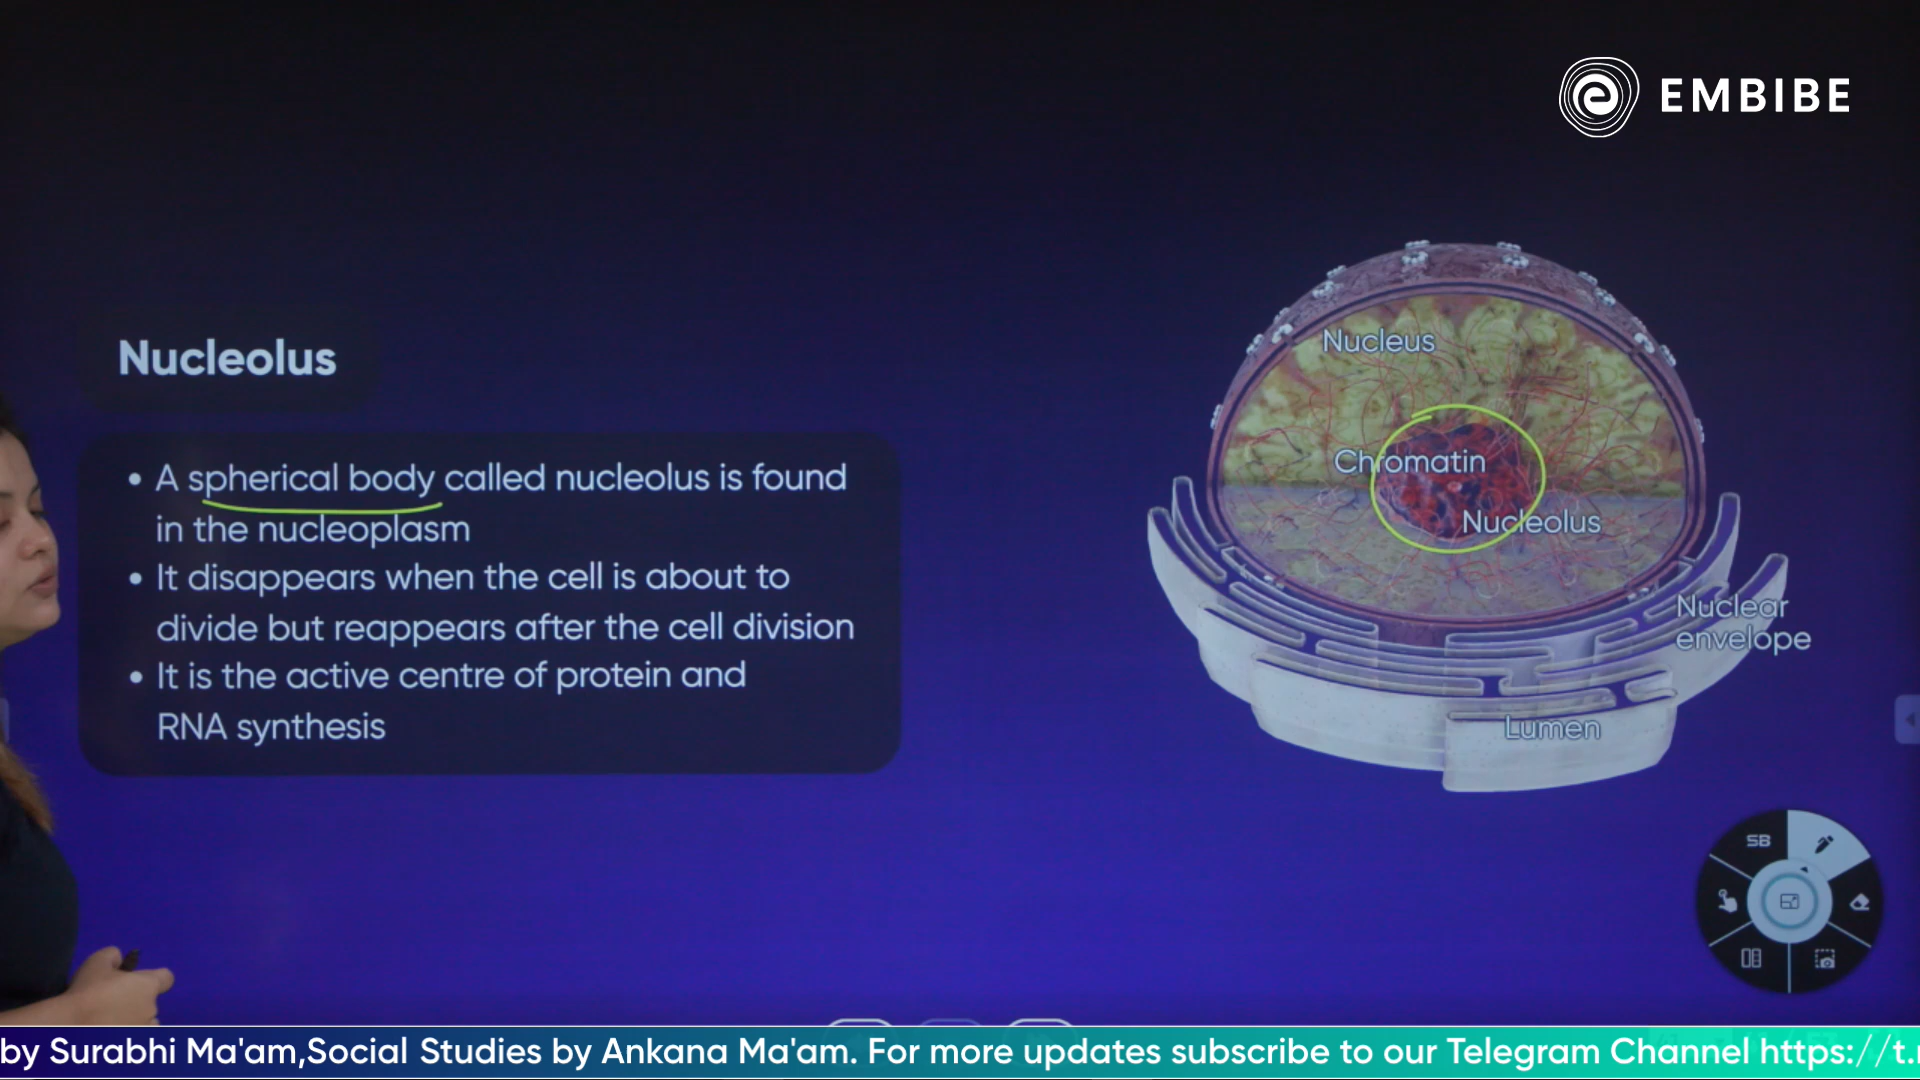 EMBIBE
Nucleolus
• A spherical body called nucleolus is found
in the nucleoplasm
• It disappears when the cell is about to
divide but reappears after the cell division
• It is the active centre of protein and
RNA synthesis
Nucleus
Chromatin
Nucleolus
Nuclear
envelope
Lumen
SB
by Surabhi Ma'am,Social Studies by Ankana Ma'am. For more updates subscribe to our Telegram Channel https://t.